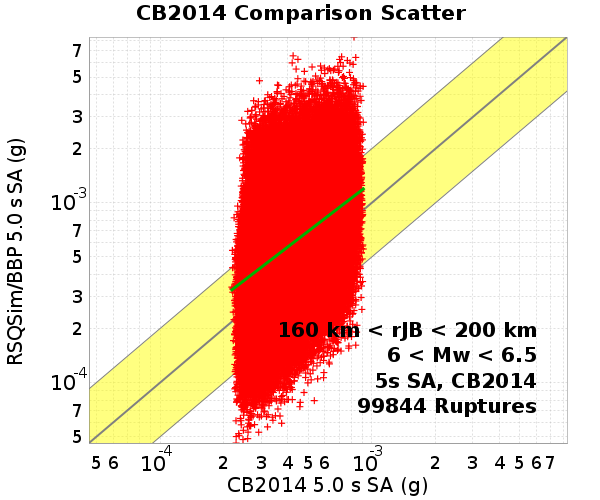 CB2014 Comparison Scatter
RSQSim/BBP 5.0 s SA (g)
7
5
3
2
10-3
7
5
3
2
10-4
7
5
160 km < rJB < 200 km
6 < Mw < 6.5
5s SA, CB2014
99844 Ruptures
5 6 10-4 2 3 4 5 6 10-3 2 3 4 5 6 7
CB2014 5.0 s SA (g)